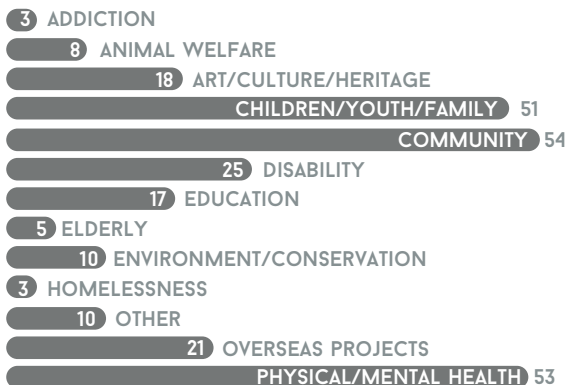 3 ADDICTION
8 ANIMAL WELFARE
18 ART/CULTURE/HERITAGE
CHILDREN/YOUTH/FAMILY 51
COMMUNITY 54
25 DISABILITY
17 EDUCATION
5 ELDERLY
10 ENVIRONMENT/CONSERVATION
3 HOMELESSNESS
10 OTHER
21 OVERSEAS PROJECTS
PHYSICAL/MENTAL HEALTH 53